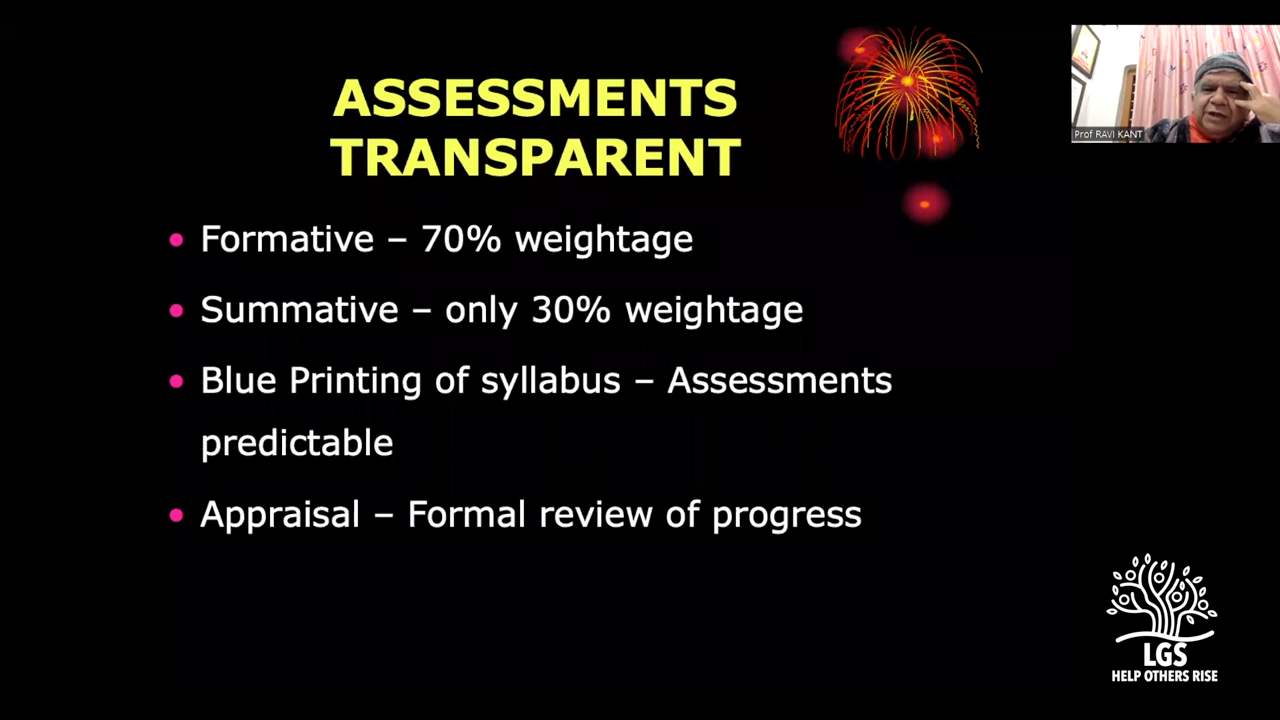 ASSESSMENTS
TRANSPARENT
Prof RAVI KANT
• Formative – 70% weightage
• Summative – only 30% weightage
• Blue Printing of syllabus – Assessments
predictable
• Appraisal – Formal review of progress
LGS
HELP OTHERS RISE